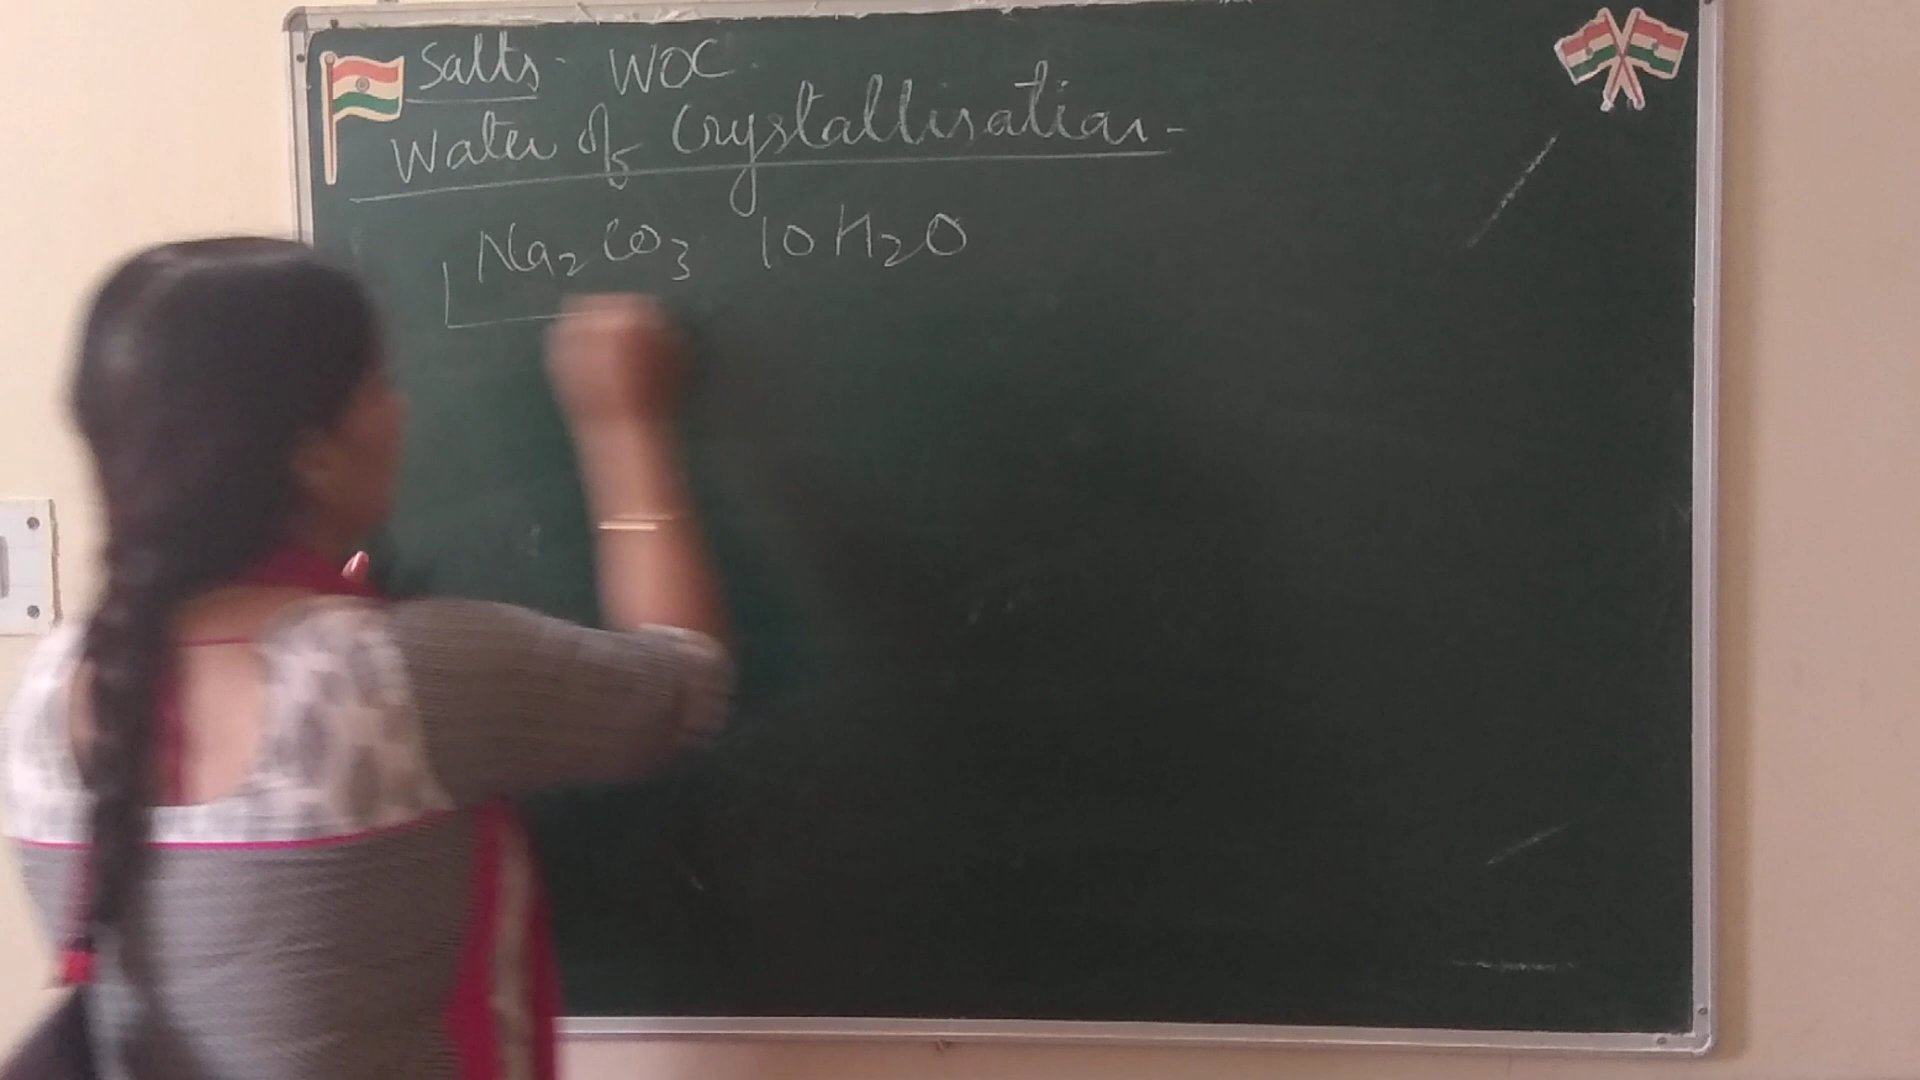 Salts - WOC
Water of Crystallisation -
Na₂CO₃ 10H₂O